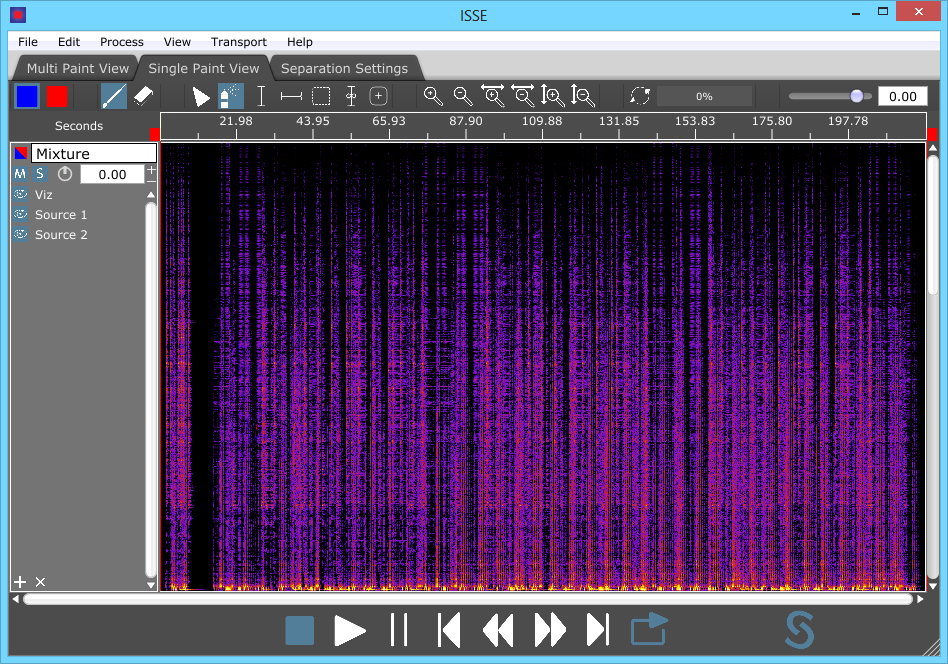 ISSE
File Edit Process View Transport Help
Multi Paint View Single Paint View Separation Settings
0% 0.00
Seconds 21.98 43.95 65.93 87.90 109.88 131.85 153.83 175.80 197.78
Mixture
M S 0.00
Viz
Source 1
Source 2